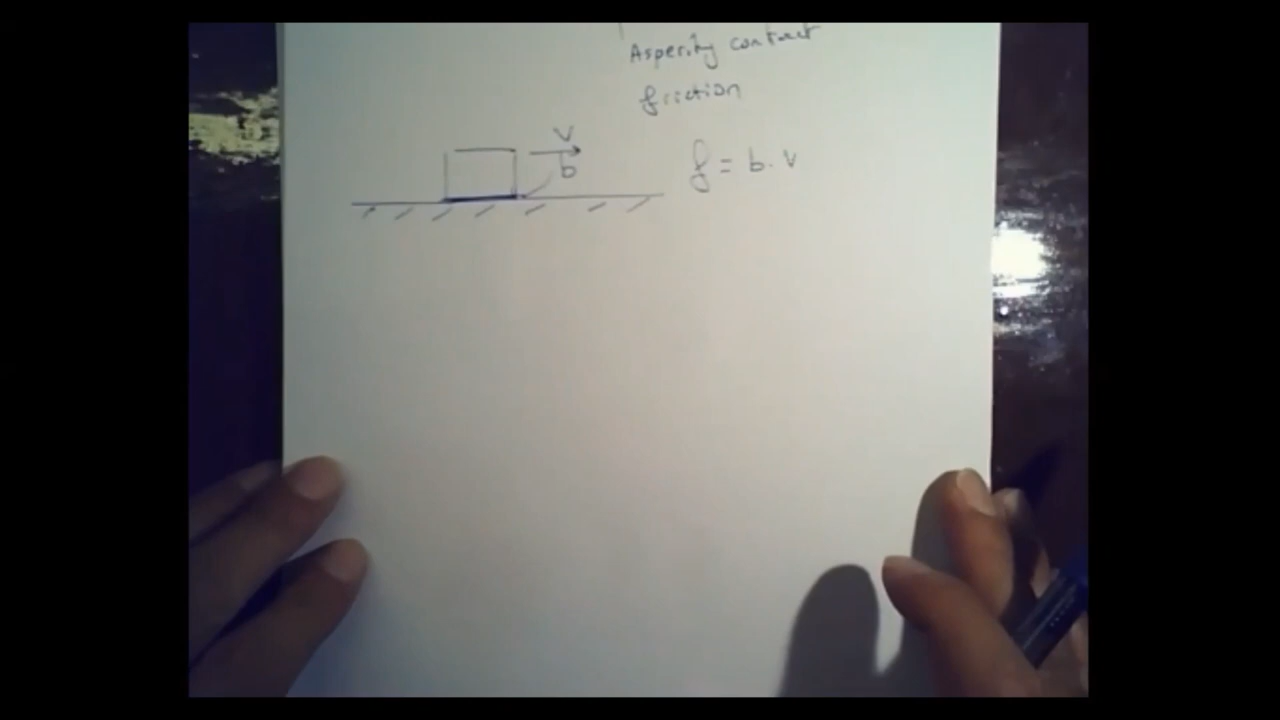 Asperity contact
friction
v
b
f = b. v